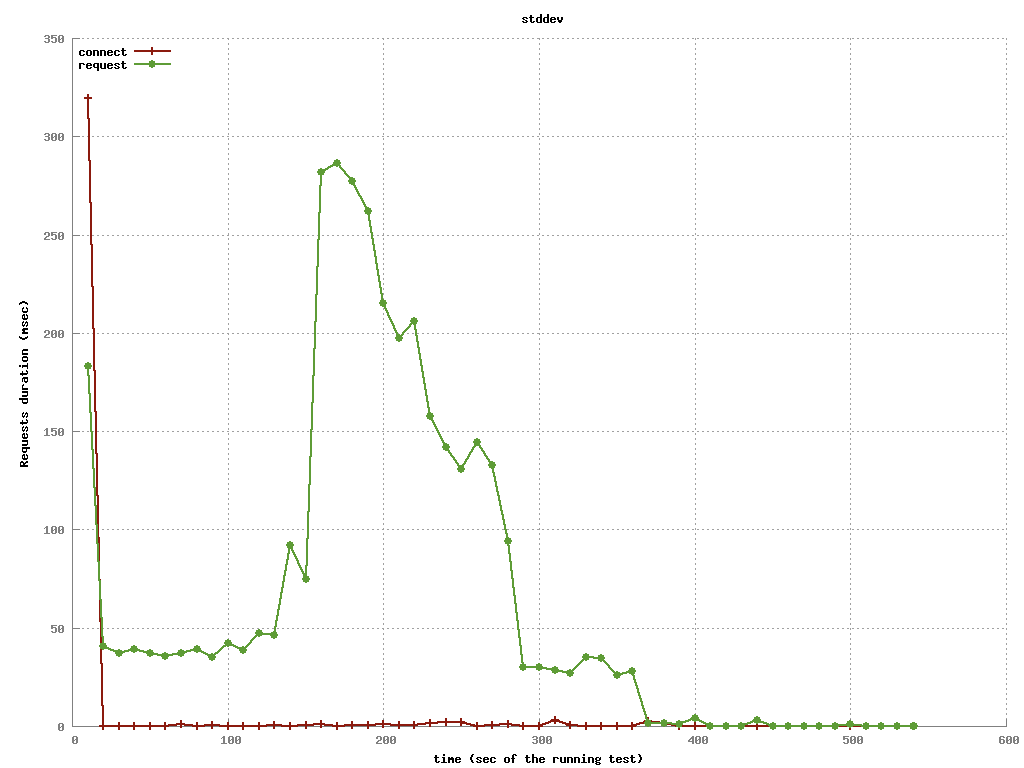 stddev
350
connect
request
300
250
200
150
100
50
0
Requests duration (msec)
0 100 200 300 400 500 600
time (sec of the running test)